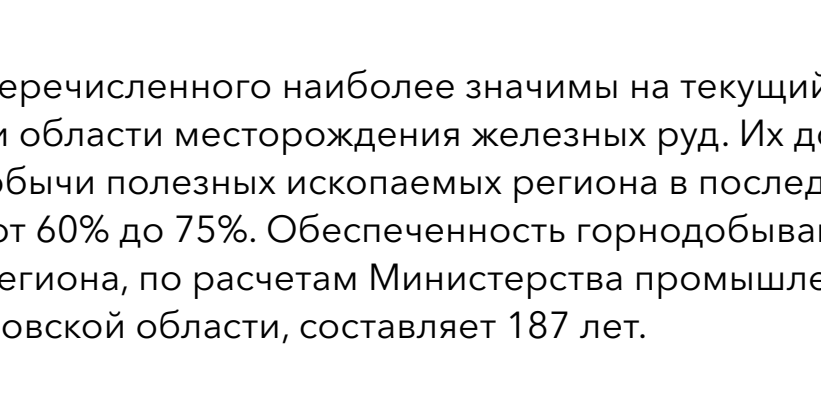 еречисленного наиболее значимы на текущий
и области месторождения железных руд. Их до
обычи полезных ископаемых региона в послед
от 60% до 75%. Обеспеченность горнодобыва
егиона, по расчетам Министерства промышле
овской области, составляет 187 лет.